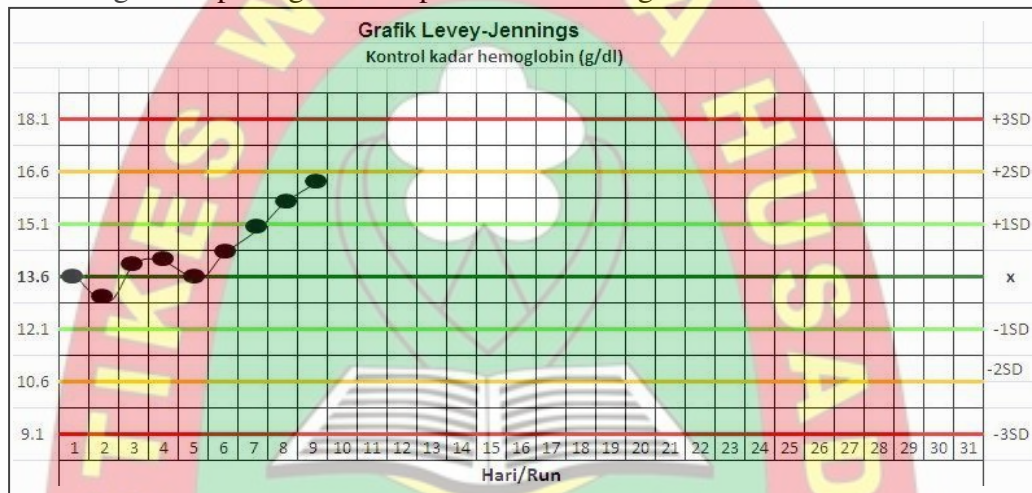 Grafik Levey-Jennings
Kontrol kadar hemoglobin (g/dl)
18.1 +3SD
16.6 +2SD
15.1 +1SD
13.6 x
12.1 -1SD
10.6 -2SD
9.1 -3SD
1 2 3 4 5 6 7 8 9 10 11 12 13 14 15 16 17 18 19 20 21 22 23 24 25 26 27 28 29 30 31
Hari/Run
TIKES W
A HUSAD